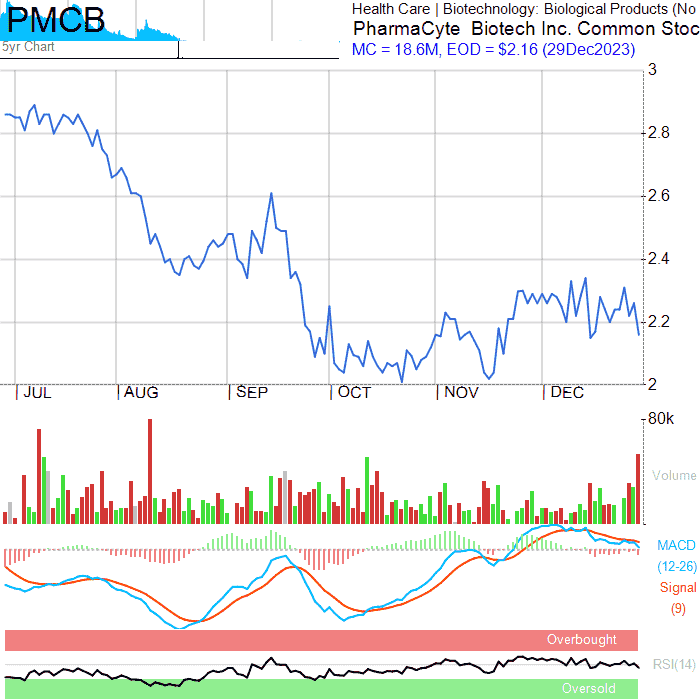 PMCB
5yr Chart
Health Care | Biotechnology: Biological Products (No
PharmaCyte Biotech Inc. Common Stoc
MC = 18.6M, EOD = $2.16 (29Dec2023)
3
2.8
2.6
2.4
2.2
2
JUL AUG SEP OCT NOV DEC
80k
Volume
MACD
(12-26)
Signal
(9)
Overbought
RSI(14)
Oversold